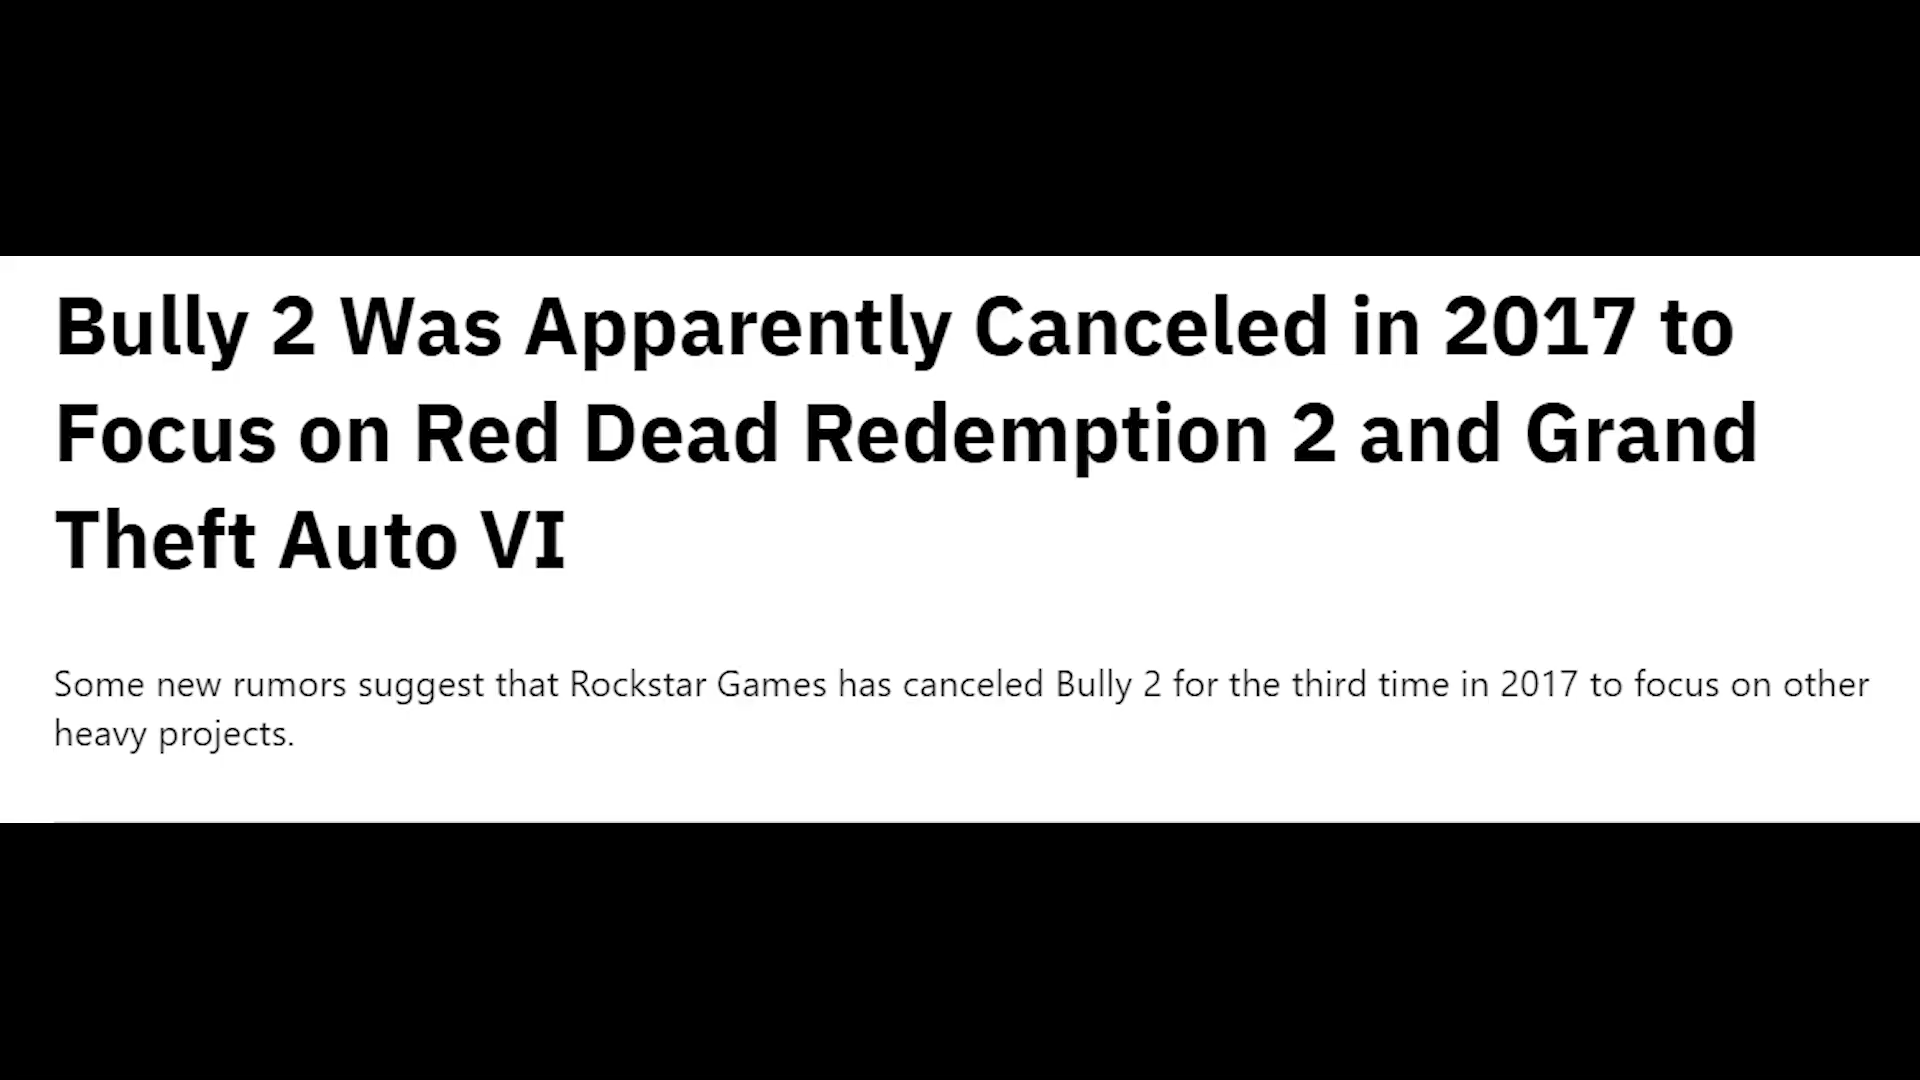 Bully 2 Was Apparently Canceled in 2017 to
Focus on Red Dead Redemption 2 and Grand
Theft Auto VI
Some new rumors suggest that Rockstar Games has canceled Bully 2 for the third time in 2017 to focus on other
heavy projects.